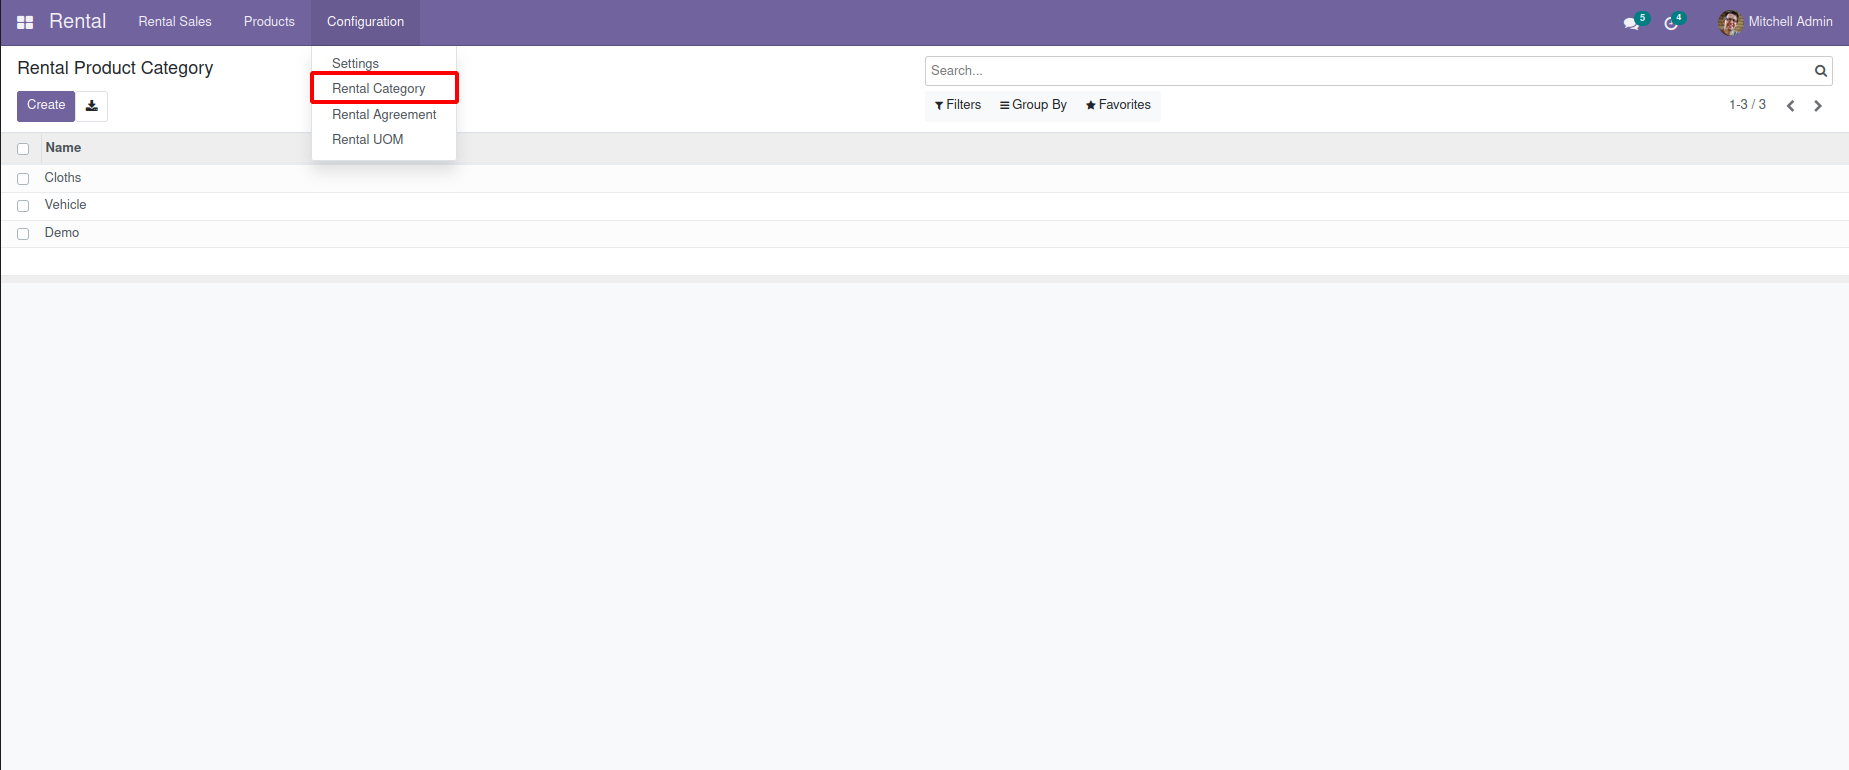 Rental Rental Sales Products Configuration 5 4 Mitchell Admin
Rental Product Category
Settings
Rental Category
Rental Agreement
Rental UOM
Search...
Create
Filters Group By Favorites 1-3 / 3
Name
Cloths
Vehicle
Demo